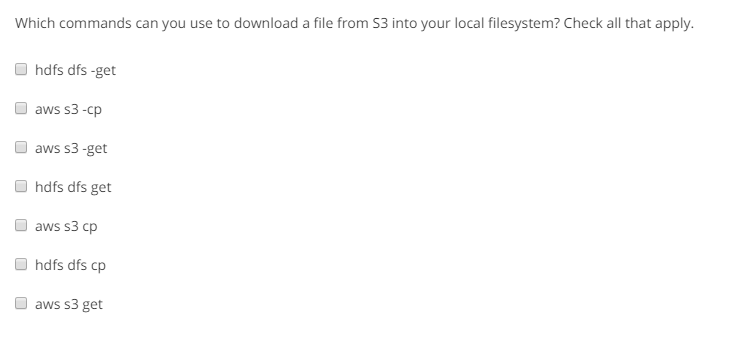 Which commands can you use to download a file from S3 into your local filesystem? Check all that apply.
hdfs dfs -get
aws s3 -cp
aws s3 -get
hdfs dfs get
aws s3 cp
hdfs dfs cp
aws s3 get